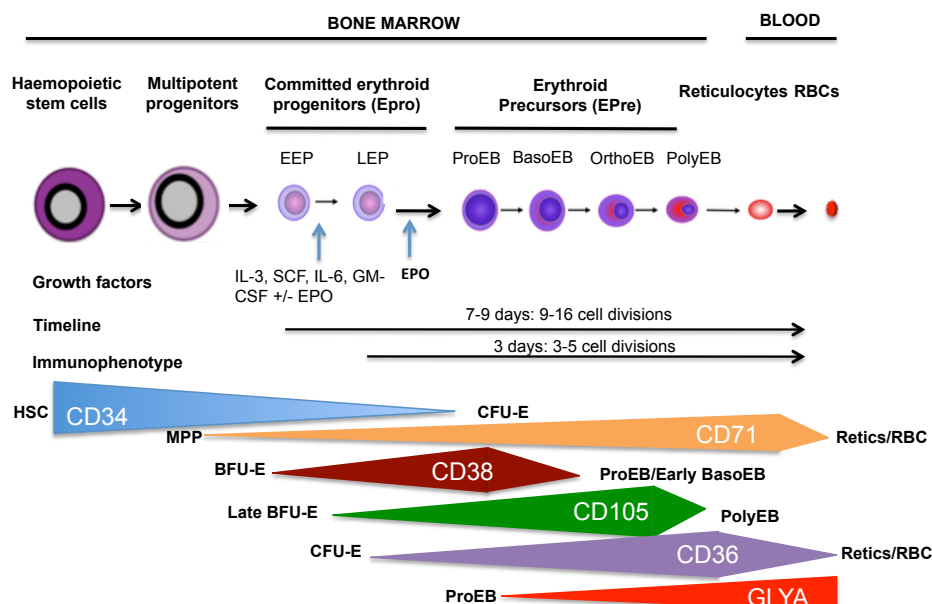 BONE MARROW
BLOOD
Haemopoietic
stem cells
Multipotent
progenitors
Committed erythroid
progenitors (Epro)
Erythroid
Precursors (EPre)
Reticulocytes RBCs
EEP
LEP
ProEB
BasoEB
OrthoEB
PolyEB
Growth factors
IL-3, SCF, IL-6, GM-
CSF +/- EPO
EPO
Timeline
7-9 days: 9-16 cell divisions
3 days: 3-5 cell divisions
Immunophenotype
HSC
CD34
CFU-E
MPP
CD71
Retics/RBC
BFU-E
CD38
ProEB/Early BasoEB
Late BFU-E
CD105
PolyEB
CFU-E
CD36
Retics/RBC
ProEB
GLYA